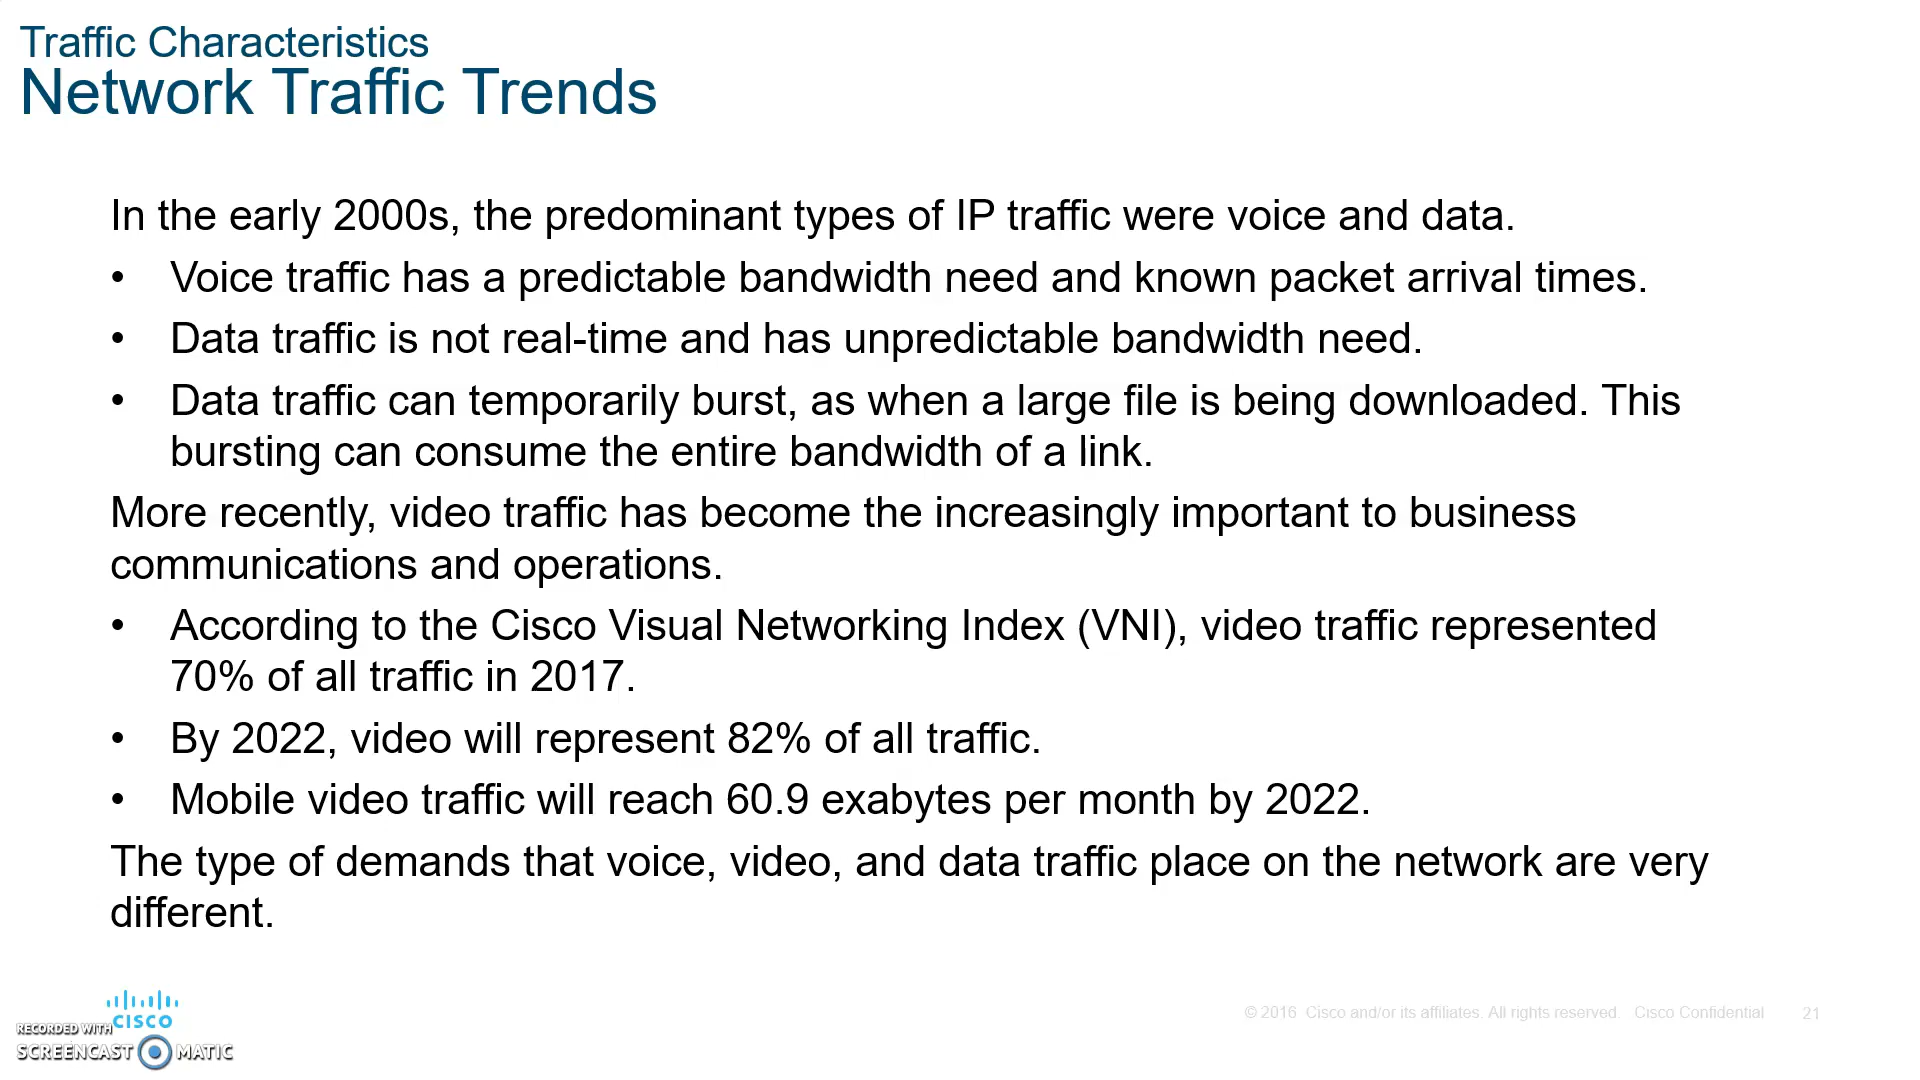 Traffic Characteristics
Network Traffic Trends
In the early 2000s, the predominant types of IP traffic were voice and data.
• Voice traffic has a predictable bandwidth need and known packet arrival times.
• Data traffic is not real-time and has unpredictable bandwidth need.
• Data traffic can temporarily burst, as when a large file is being downloaded. This
bursting can consume the entire bandwidth of a link.
More recently, video traffic has become the increasingly important to business
communications and operations.
• According to the Cisco Visual Networking Index (VNI), video traffic represented
70% of all traffic in 2017.
• By 2022, video will represent 82% of all traffic.
• Mobile video traffic will reach 60.9 exabytes per month by 2022.
The type of demands that voice, video, and data traffic place on the network are very
different.
CISCO
© 2016 Cisco and/or its affiliates. All rights reserved. Cisco Confidential 21
RECORDED WITH
SCREENCAST MATIC